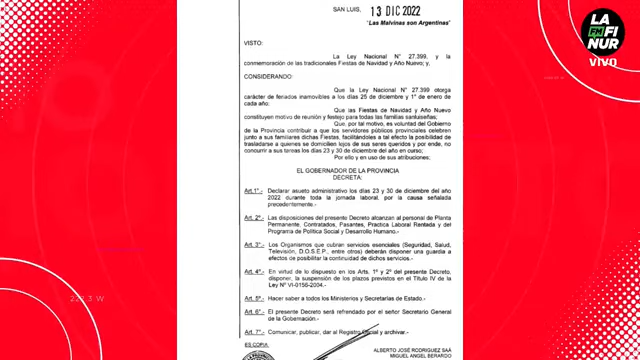 SAN LUIS,
13 DIC 2022
"Las Malvinas son Argentinas"
LA
FM FI
NUR
VIVO
VISTO:
La Ley Nacional N° 27.399, y la
conmemoración de las tradicionales Fiestas de Navidad y Año Nuevo; y,
CONSIDERANDO:
Que la Ley Nacional N° 27.399 otorga
carácter de feriados inamovibles a los días 25 de diciembre y 1° de enero de
cada año;
Que las Fiestas de Navidad y Año Nuevo
constituyen motivo de reunión y festejo para todas las familias sanluiseñas;
Que, por tal motivo, es voluntad del Gobierno
de la Provincia contribuir a que los servidores públicos provinciales celebren
junto a sus familiares dichas Fiestas, facilitándoles a tal efecto la posibilidad de
trasladarse a quienes se domicilien lejos de sus seres queridos y por ende, no
concurrir a sus tareas los días 23 y 30 de diciembre del año en curso;
Por ello y en uso de sus atribuciones;
EL GOBERNADOR DE LA PROVINCIA
DECRETA:
Art.1°.- Declarar asueto administrativo los días 23 y 30 de diciembre del año
2022 durante toda la jornada laboral, por la causa señalada
precedentemente.-
Art. 2°.- Las disposiciones del presente Decreto alcanzan al personal de Planta
Permanente, Contratados, Pasantes, Práctica Laboral Rentada y del
Programa de Política Social y Desarrollo Humano.-
Art. 3°.- Los Organismos que cubran servicios esenciales (Seguridad, Salud,
Televisión, D.O.S.E.P., entre otros) deberán disponer una guardia a
efectos de posibilitar la continuidad de dichos servicios.-
Art. 4°.- En virtud de lo dispuesto en los Arts. 1° y 2° del presente Decreto,
disponer, la suspensión de los plazos previstos en el Título IV de la
Ley N° VI-0156-2004.-
Art. 5°.- Hacer saber a todos los Ministerios y Secretarías de Estado.-
Art. 6°.- El presente Decreto será refrendado por el señor Secretario General
de la Gobernación.-
Art. 7°.- Comunicar, publicar, dar al Registro Oficial y archivar.-
ES COPIA
ALBERTO JOSÉ RODRIGUEZ SAÁ
MIGUEL ANGEL BERARDO